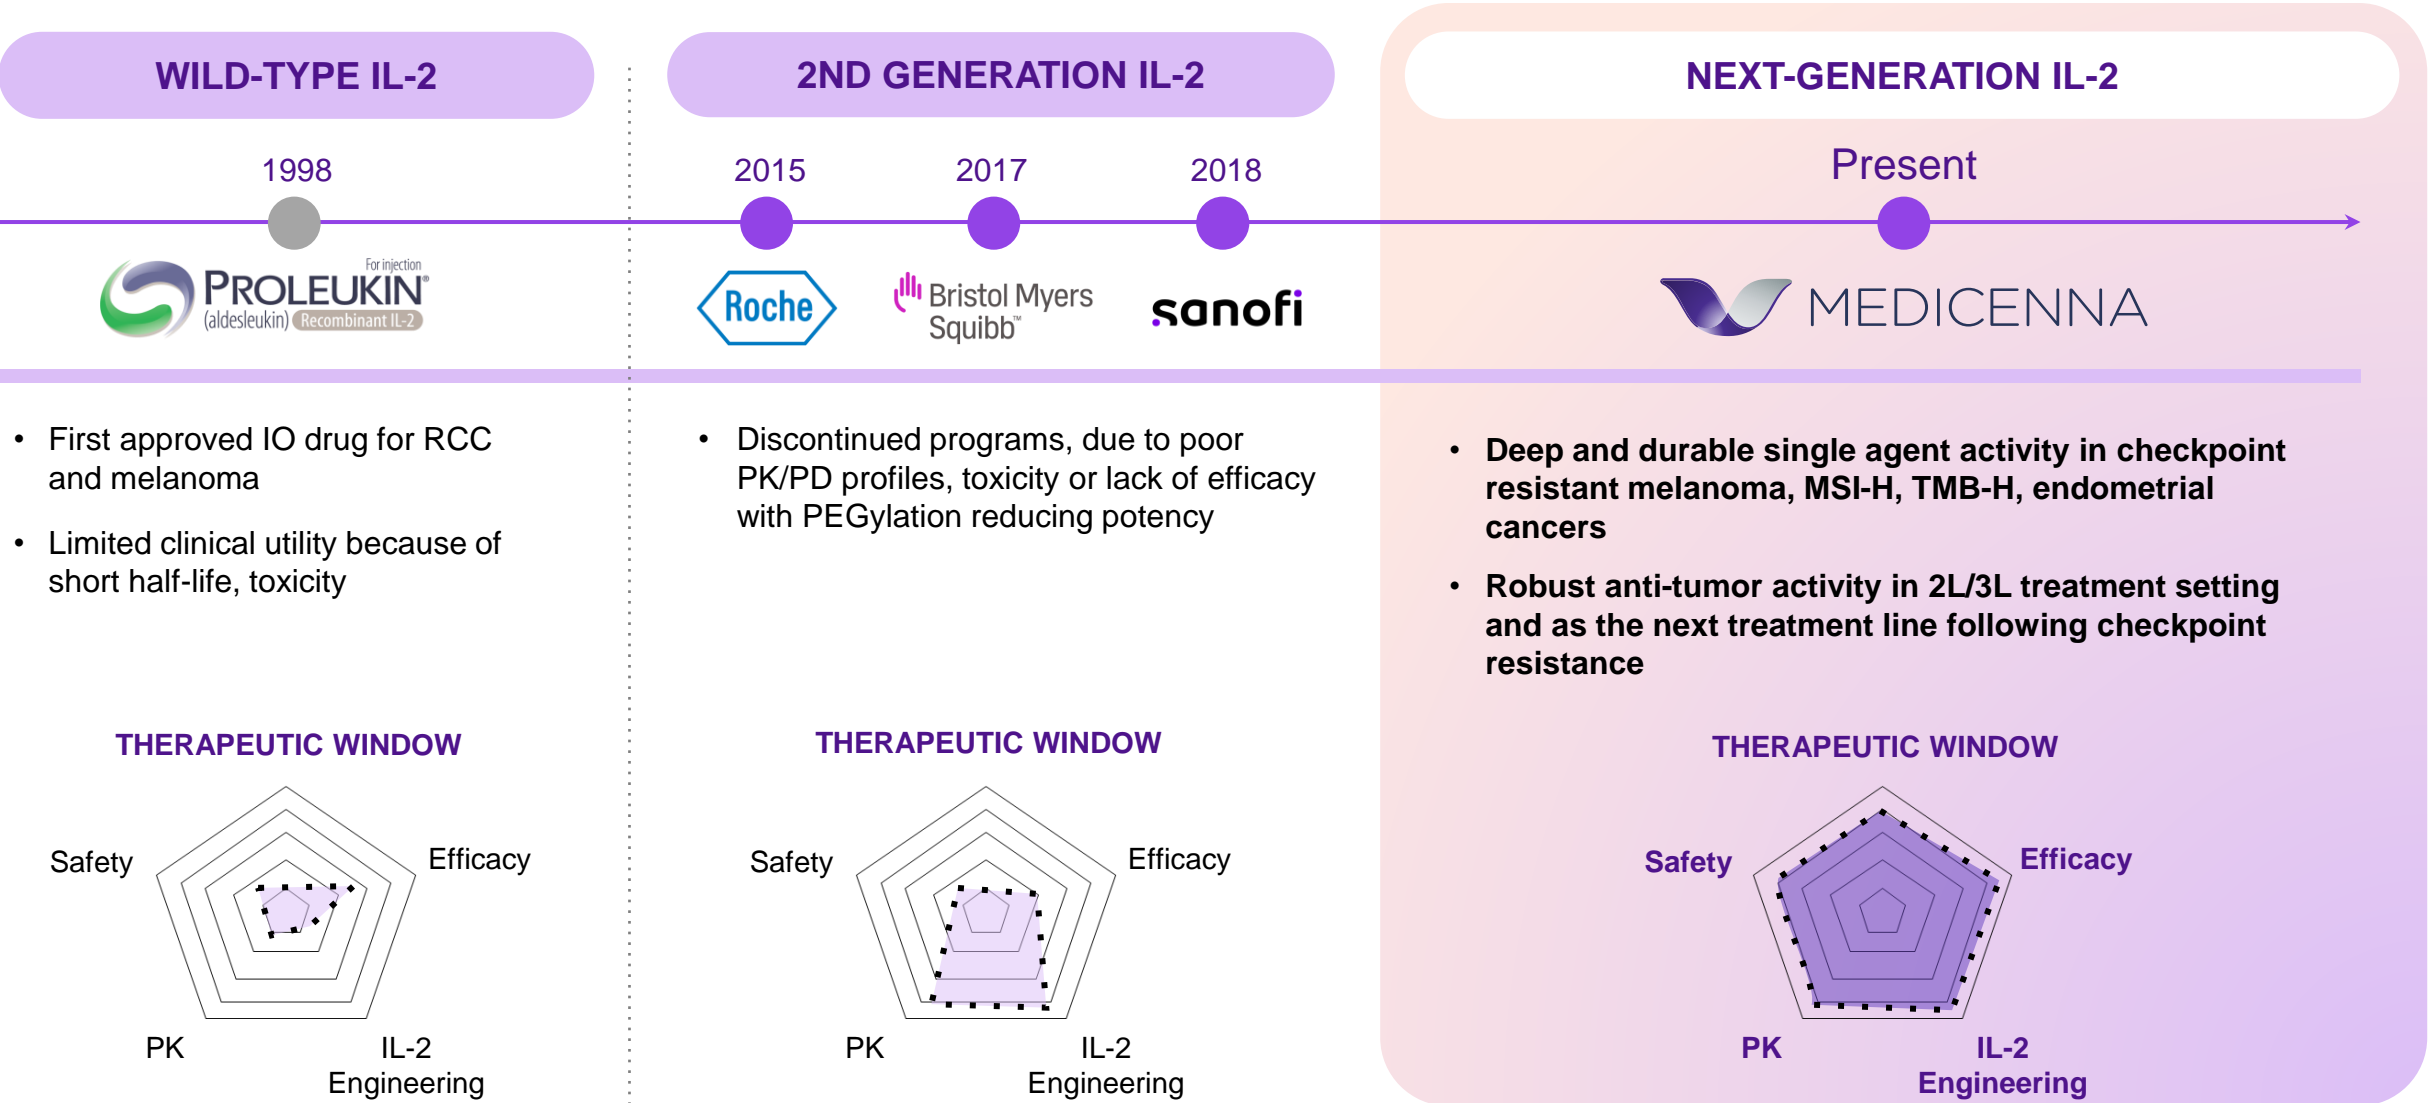 WILD-TYPE IL-2
1998
For injection
PROLEUKIN®
(aldesleukin) Recombinant IL-2
• First approved IO drug for RCC
and melanoma
• Limited clinical utility because of
short half-life, toxicity
THERAPEUTIC WINDOW
Safety
Efficacy
PK
IL-2
Engineering
2ND GENERATION IL-2
2015
2017
2018
Roche
Bristol Myers
Squibb™
sanofi
• Discontinued programs, due to poor
PK/PD profiles, toxicity or lack of efficacy
with PEGylation reducing potency
THERAPEUTIC WINDOW
Safety
Efficacy
PK
IL-2
Engineering
NEXT-GENERATION IL-2
Present
MEDICENNA
• Deep and durable single agent activity in checkpoint
resistant melanoma, MSI-H, TMB-H, endometrial
cancers
• Robust anti-tumor activity in 2L/3L treatment setting
and as the next treatment line following checkpoint
resistance
THERAPEUTIC WINDOW
Safety
Efficacy
PK
IL-2
Engineering